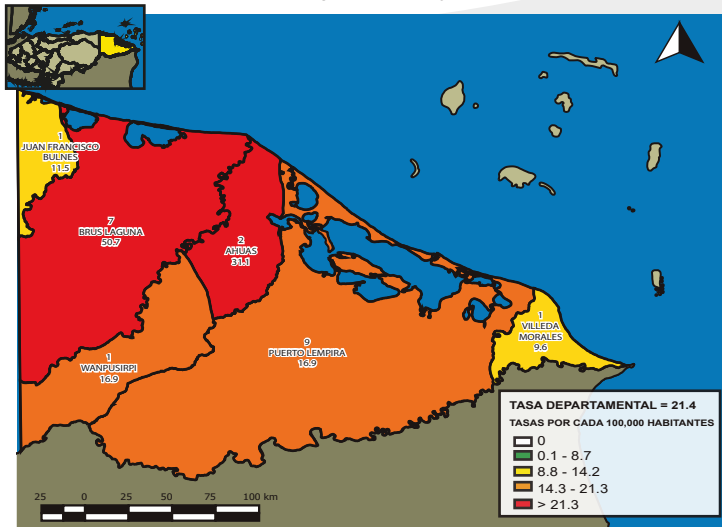 1
JUAN FRANCISCO
BULNES
11.5
7
BRUS LAGUNA
50.7
2
AHUAS
31.1
1
WANPUSIRPI
16.9
9
PUERTO LEMPIRA
16.9
1
VILLEDA
MORALES
9.6
TASA DEPARTAMENTAL = 21.4
TASAS POR CADA 100,000 HABITANTES
0
0.1 - 8.7
8.8 - 14.2
14.3 - 21.3
> 21.3
25 0 25 50 75 100 km